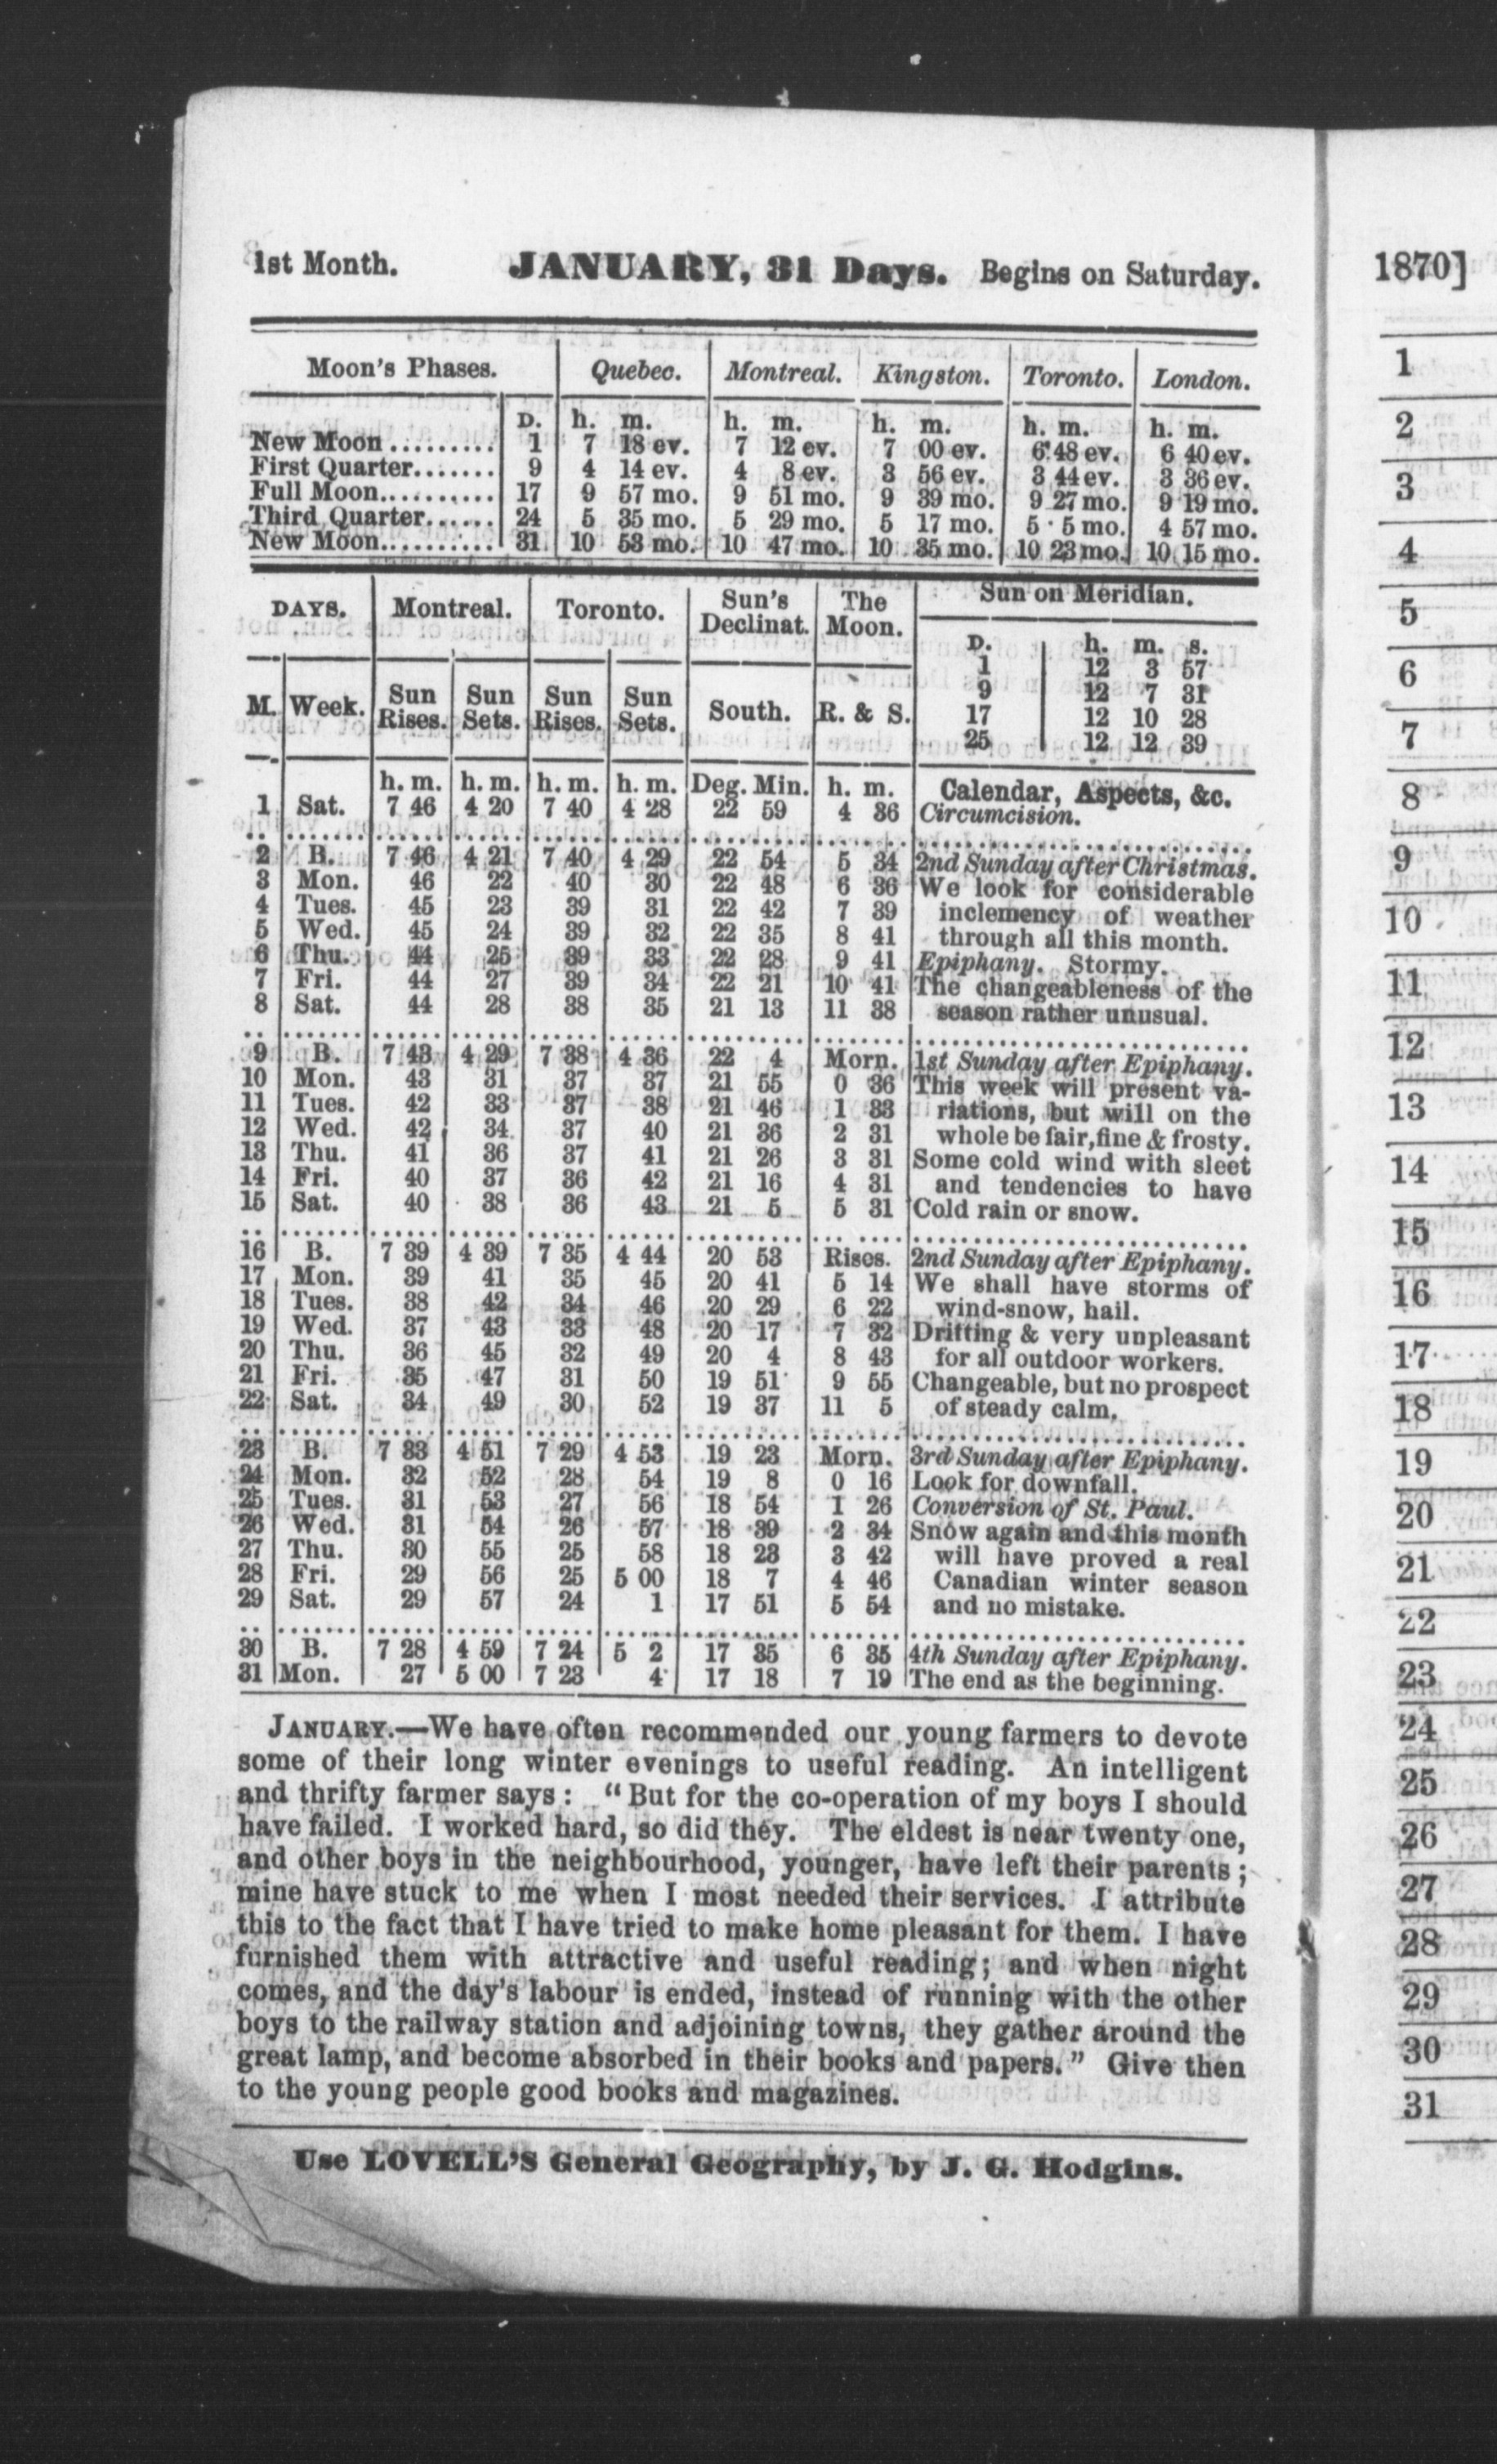 1st Month. JANUARY, 31 Days. Begins on Saturday.
Moon's Phases. Quebec. Montreal. Kingston. Toronto. London.
D. h. m. h. m. h. m. h. m. h. m.
New Moon ......... 1 7 18 ev. 7 12 ev. 7 00 ev. 6 48 ev. 6 40 ev.
First Quarter....... 9 4 14 ev. 4 8 ev. 3 56 ev. 3 44 ev. 3 36 ev.
Full Moon.......... 17 9 57 mo. 9 51 mo. 9 39 mo. 9 27 mo. 9 19 mo.
Third Quarter...... 24 5 35 mo. 5 29 mo. 5 17 mo. 5 5 mo. 4 57 mo.
New Moon.......... 31 10 53 mo. 10 47 mo. 10 35 mo. 10 23 mo. 10 15 mo.
DAYS. Montreal. Toronto. Sun's Declinat. The Moon. Sun on Meridian.
D. h. m. s.
1 12 3 57
9 12 7 31
17 12 10 28
25 12 12 39
M. Week. Sun Rises. Sun Sets. Sun Rises. Sun Sets. South. R. & S.
h. m. h. m. h. m. h. m. Deg. Min. h. m. Calendar, Aspects, &c.
1 Sat. 7 46 4 20 7 40 4 28 22 59 4 36 Circumcision.
2 B. 7 46 4 21 7 40 4 29 22 54 5 34 2nd Sunday after Christmas.
3 Mon. 46 22 40 30 22 48 6 36 We look for considerable
4 Tues. 45 23 39 31 22 42 7 39 inclemency of weather
5 Wed. 45 24 39 32 22 35 8 41 through all this month.
6 Thu. 44 25 39 33 22 28 9 41 Epiphany. Stormy.
7 Fri. 44 27 39 34 22 21 10 41 The changeableness of the
8 Sat. 44 28 38 35 21 13 11 38 season rather unusual.
9 B. 7 43 4 29 7 38 4 36 22 4 Morn. 1st Sunday after Epiphany.
10 Mon. 43 31 37 37 21 55 0 36 This week will present va-
11 Tues. 42 33 37 38 21 46 1 33 riations, but will on the
12 Wed. 42 34 37 40 21 36 2 31 whole be fair, fine & frosty.
13 Thu. 41 36 37 41 21 26 3 31 Some cold wind with sleet
14 Fri. 40 37 36 42 21 16 4 31 and tendencies to have
15 Sat. 40 38 36 43 21 5 5 31 Cold rain or snow.
16 B. 7 39 4 39 7 35 4 44 20 53 Rises. 2nd Sunday after Epiphany.
17 Mon. 39 41 35 45 20 41 5 14 We shall have storms of
18 Tues. 38 42 34 46 20 29 6 22 wind-snow, hail.
19 Wed. 37 43 33 48 20 17 7 32 Drifting & very unpleasant
20 Thu. 36 45 32 49 20 4 8 43 for all outdoor workers.
21 Fri. 35 47 31 50 19 51 9 55 Changeable, but no prospect
22 Sat. 34 49 30 52 19 37 11 5 of steady calm.
23 B. 7 33 4 51 7 29 4 53 19 23 Morn. 3rd Sunday after Epiphany.
24 Mon. 32 52 28 54 19 8 0 16 Look for downfall.
25 Tues. 31 53 27 56 18 54 1 26 Conversion of St. Paul.
26 Wed. 31 54 26 57 18 39 2 34 Snow again and this month
27 Thu. 30 55 25 58 18 23 3 42 will have proved a real
28 Fri. 29 56 25 5 00 18 7 4 46 Canadian winter season
29 Sat. 29 57 24 1 17 51 5 54 and no mistake.
30 B. 7 28 4 59 7 24 5 2 17 35 6 35 4th Sunday after Epiphany.
31 Mon. 27 5 00 7 23 4 17 18 7 19 The end as the beginning.
JANUARY.—We have often recommended our young farmers to devote
some of their long winter evenings to useful reading. An intelligent
and thrifty farmer says : "But for the co-operation of my boys I should
have failed. I worked hard, so did they. The eldest is near twenty one,
and other boys in the neighbourhood, younger, have left their parents ;
mine have stuck to me when I most needed their services. I attribute
this to the fact that I have tried to make home pleasant for them. I have
furnished them with attractive and useful reading; and when night
comes, and the day's labour is ended, instead of running with the other
boys to the railway station and adjoining towns, they gather around the
great lamp, and become absorbed in their books and papers." Give then
to the young people good books and magazines.
Use LOVELL'S General Geography, by J. G. Hodgins.
1870]
1
2
3
4
5
6
7
8
9
10
11
12
13
14
15
16
17
18
19
20
21
22
23
24
25
26
27
28
29
30
31